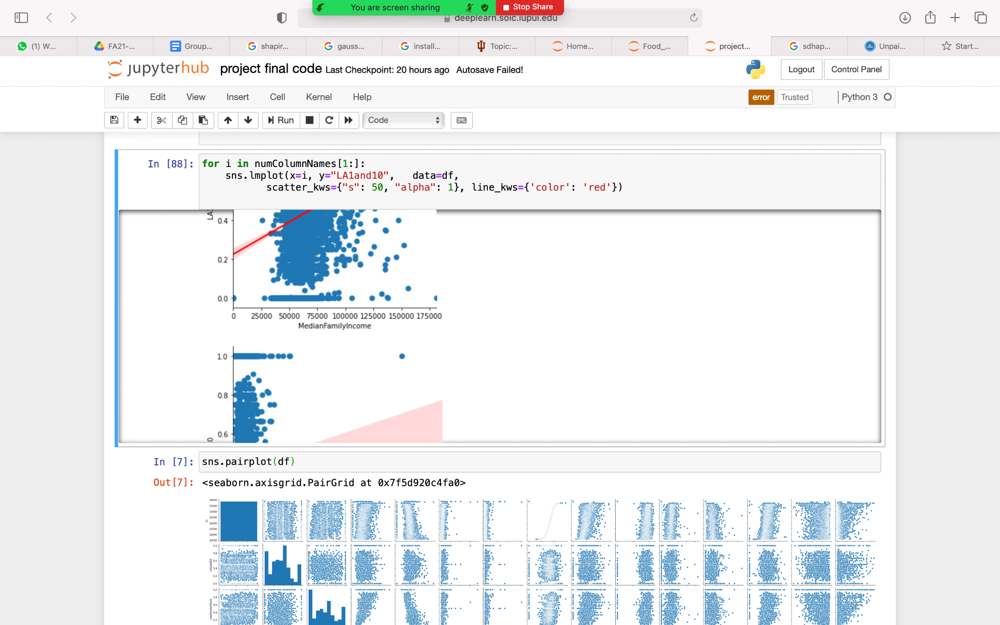 You are screen sharing
Stop Share
deeplearn.soic.iupui.edu
(1) W...
FA21-...
Group...
shapir...
gauss...
install...
Topic:...
Home...
Food_...
project...
sdhap...
Unpai...
Start...
jupyterhub project final code Last Checkpoint: 20 hours ago Autosave Failed!
Logout
Control Panel
File Edit View Insert Cell Kernel Help
error
Trusted
Python 3
Run
Code
In [88]: for i in numColumnNames[1:]:
sns.lmplot(x=i, y="LA1and10", data=df,
scatter_kws={"s": 50, "alpha": 1}, line_kws={'color': 'red'})
0.4
0.2
0.0
0 25000 50000 75000 100000 125000 150000 175000
MedianFamilyIncome
1.0
0.8
0.6
In [7]: sns.pairplot(df)
Out[7]: <seaborn.axisgrid.PairGrid at 0x7f5d920c4fa0>
14000
13500
13000
12500
12000
11500
11000
10500
ID
1.0
0.8
0.6
0.4
0.2
0.0
LA1and10
1.0
0.8
0.6
0.4
0.2
LowIncomeTracts